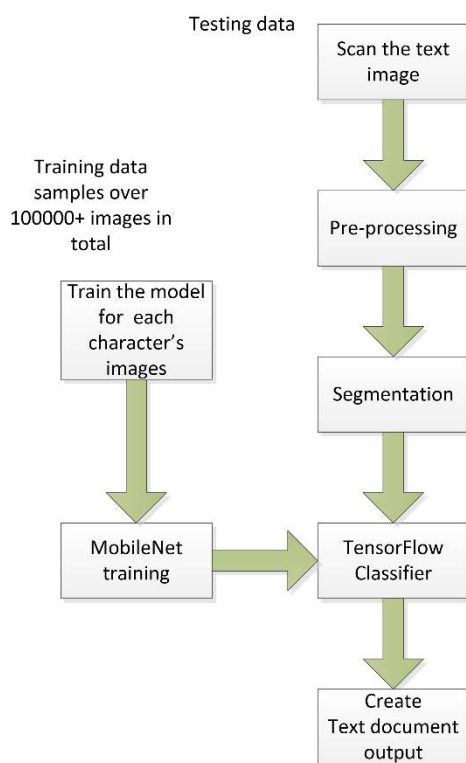 Testing data
Scan the text
image
Training data
samples over
100000+ images in
total
Pre-processing
Train the model
for each
character’s
images
Segmentation
MobileNet
training
TensorFlow
Classifier
Create
Text document
output